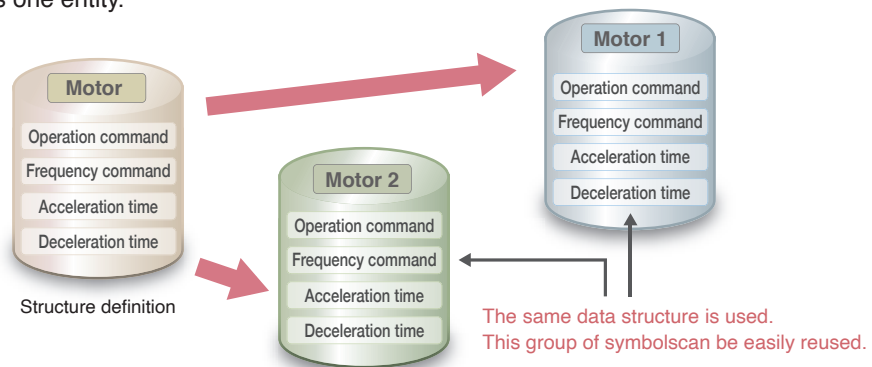 s one entity.
Motor
Operation command
Frequency command
Acceleration time
Deceleration time
Structure definition
Motor 1
Operation command
Frequency command
Acceleration time
Deceleration time
Motor 2
Operation command
Frequency command
Acceleration time
Deceleration time
The same data structure is used.
This group of symbolscan be easily reused.